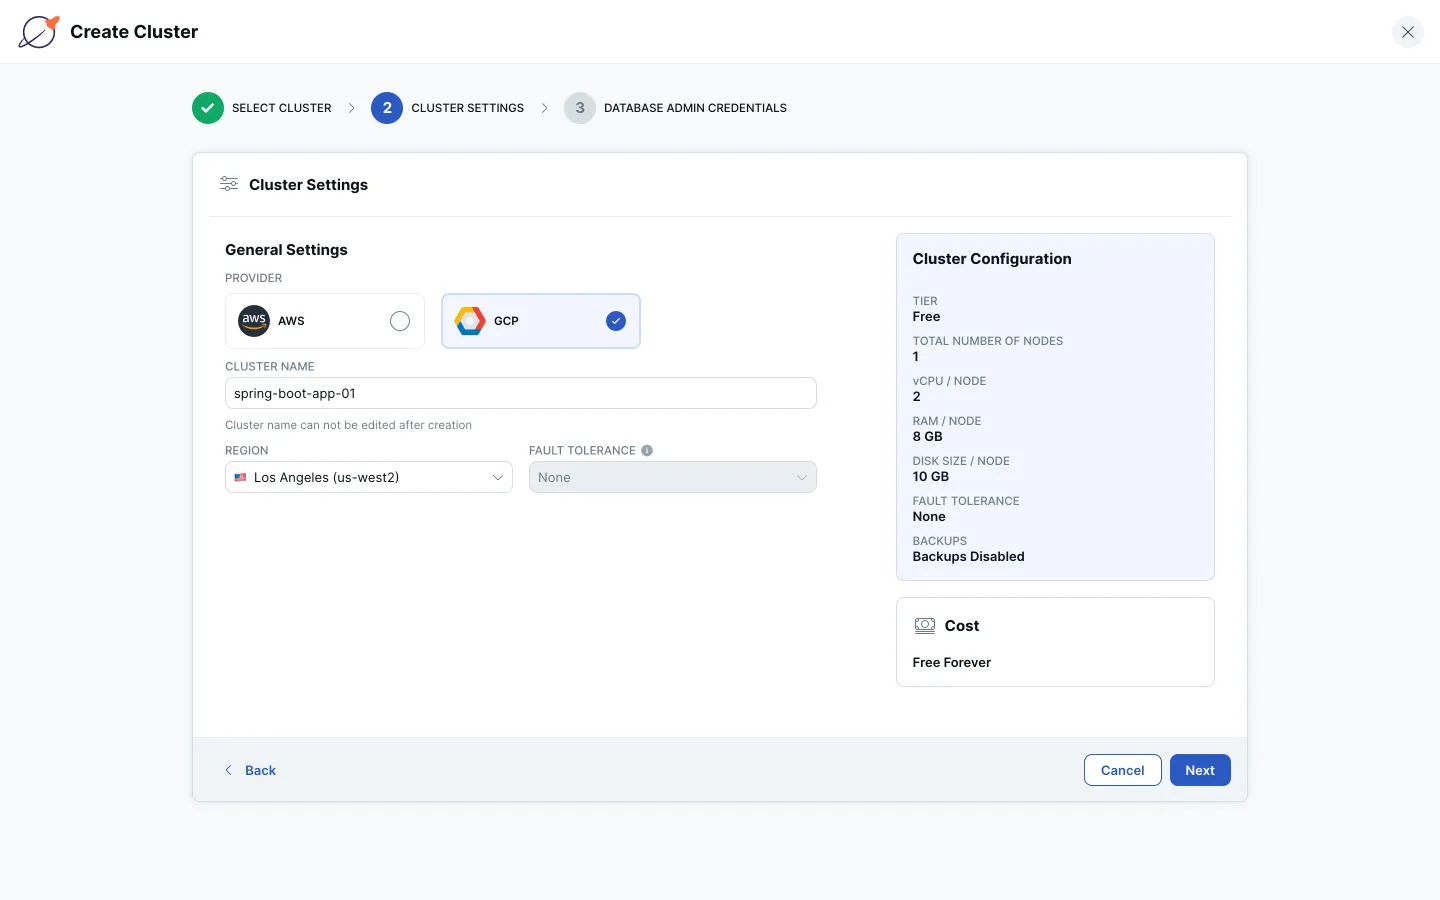 Create Cluster
SELECT CLUSTER
2 CLUSTER SETTINGS
3 DATABASE ADMIN CREDENTIALS
Cluster Settings
General Settings
PROVIDER
aws AWS
GCP
CLUSTER NAME
spring-boot-app-01
Cluster name can not be edited after creation
REGION
Los Angeles (us-west2)
FAULT TOLERANCE i
None
Cluster Configuration
TIER
Free
TOTAL NUMBER OF NODES
1
vCPU / NODE
2
RAM / NODE
8 GB
DISK SIZE / NODE
10 GB
FAULT TOLERANCE
None
BACKUPS
Backups Disabled
Cost
Free Forever
Back
Cancel
Next